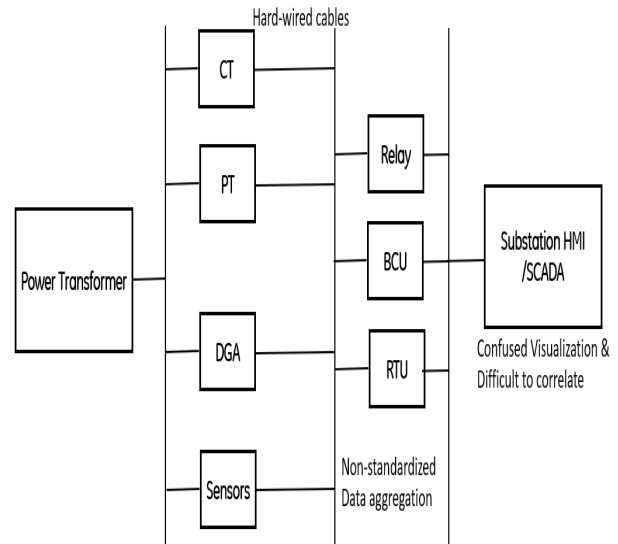 Hard-wired cables
CT
PT
DGA
Sensors
Power Transformer
Relay
BCU
RTU
Non-standardized
Data aggregation
Substation HMI
/SCADA
Confused Visualization &
Difficult to correlate